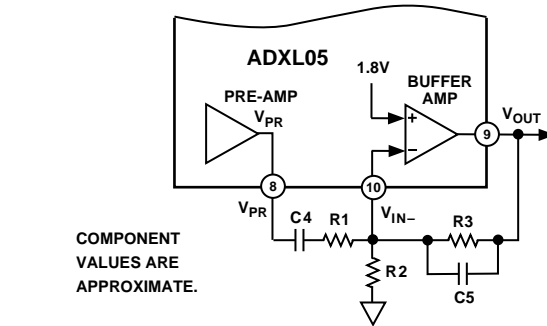 ADXL05
1.8V
BUFFER
AMP
PRE-AMP
VPR
+
−
VOUT
8
10
9
VPR
C4
R1
VIN−
R3
R2
C5
COMPONENT
VALUES ARE
APPROXIMATE.